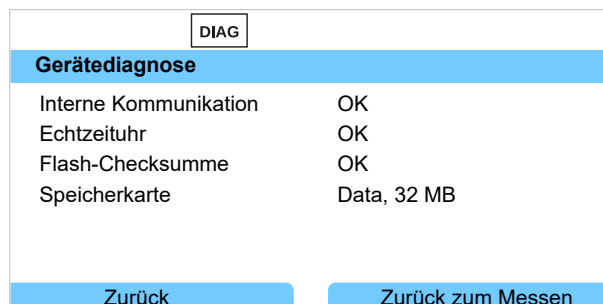 DIAG
Gerätediagnose
Interne Kommunikation OK
Echtzeituhr OK
Flash-Checksumme OK
Speicherkarte Data, 32 MB
Zurück Zurück zum Messen